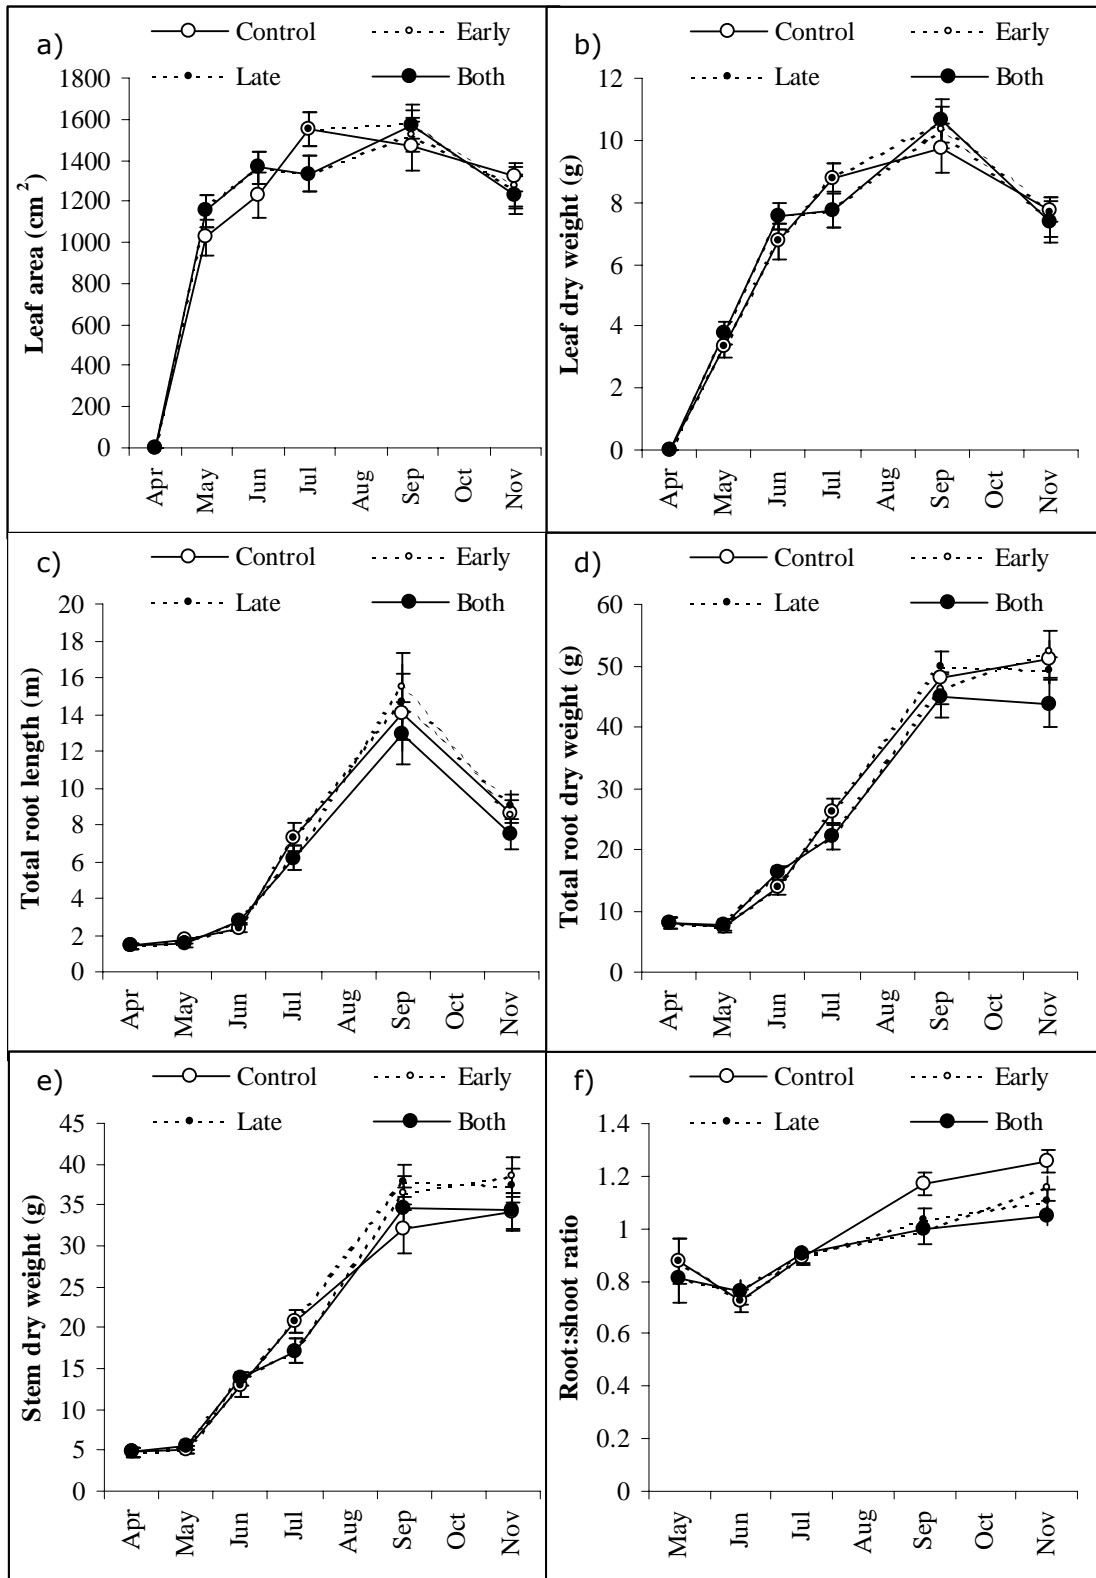 a)
Control
Early
Late
Both
1800
1600
1400
1200
1000
800
600
400
200
0
Leaf area (cm²)
Apr
May
Jun
Jul
Aug
Sep
Oct
Nov
b)
Control
Early
Late
Both
12
10
8
6
4
2
0
Leaf dry weight (g)
Apr
May
Jun
Jul
Aug
Sep
Oct
Nov
c)
Control
Early
Late
Both
20
18
16
14
12
10
8
6
4
2
0
Total root length (m)
Apr
May
Jun
Jul
Aug
Sep
Oct
Nov
d)
Control
Early
Late
Both
60
50
40
30
20
10
0
Total root dry weight (g)
Apr
May
Jun
Jul
Aug
Sep
Oct
Nov
e)
Control
Early
Late
Both
45
40
35
30
25
20
15
10
5
0
Stem dry weight (g)
Apr
May
Jun
Jul
Aug
Sep
Oct
Nov
f)
Control
Early
Late
Both
1.4
1.2
1
0.8
0.6
0.4
0.2
0
Root:shoot ratio
May
Jun
Jul
Aug
Sep
Oct
Nov